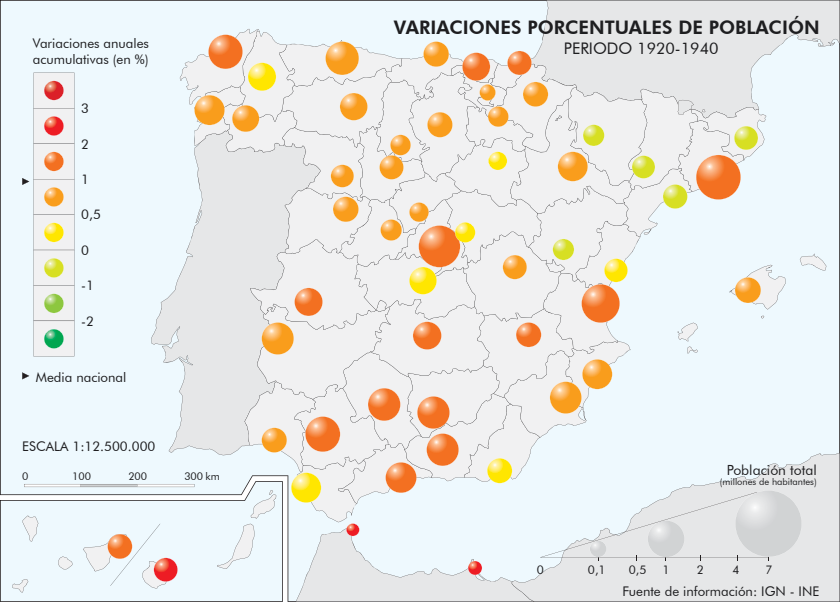 VARIACIONES PORCENTUALES DE POBLACIÓN
PERIODO 1920-1940
Variaciones anuales
acumulativas (en %)
3
2
1
0,5
0
-1
-2
Media nacional
ESCALA 1:12.500.000
0 100 200 300 km
Población total
(millones de habitantes)
0 0,1 0,5 1 2 4 7
Fuente de información: IGN - INE